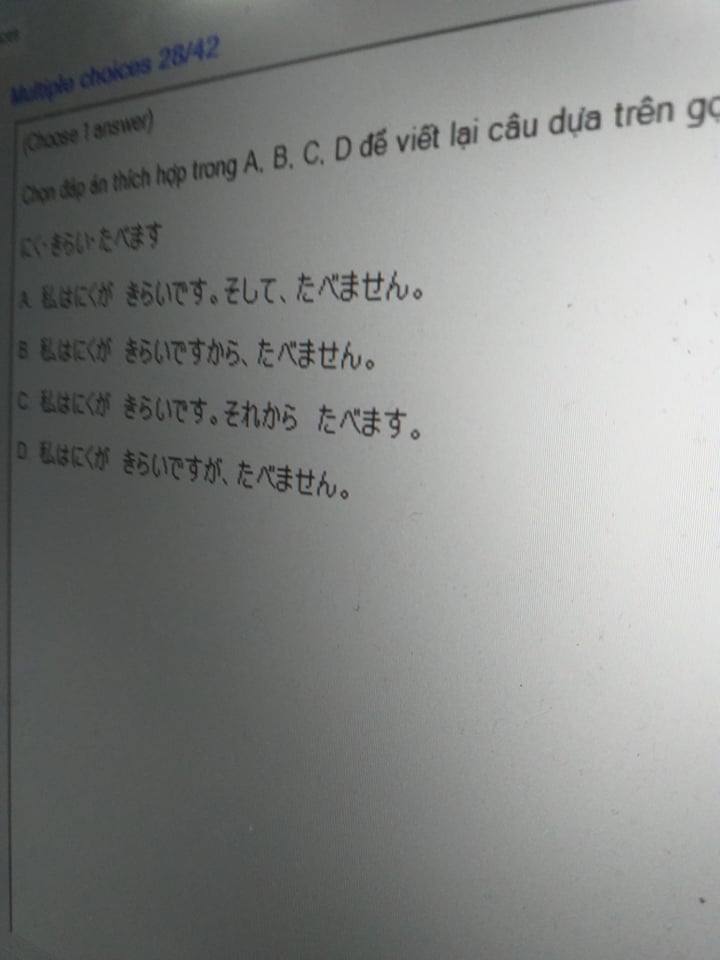 Multiple choices 28/42
(Choose 1 answer)
Chọn đáp án thích hợp trong A, B, C, D để viết lại câu dựa trên
にく・きらい・たべます
A. 私はにくが きらいです。そして、たべません。
B. 私はにくが きらいですから、たべません。
C. 私はにくが きらいです。それから たべます。
D. 私はにくが きらいですが、たべません。